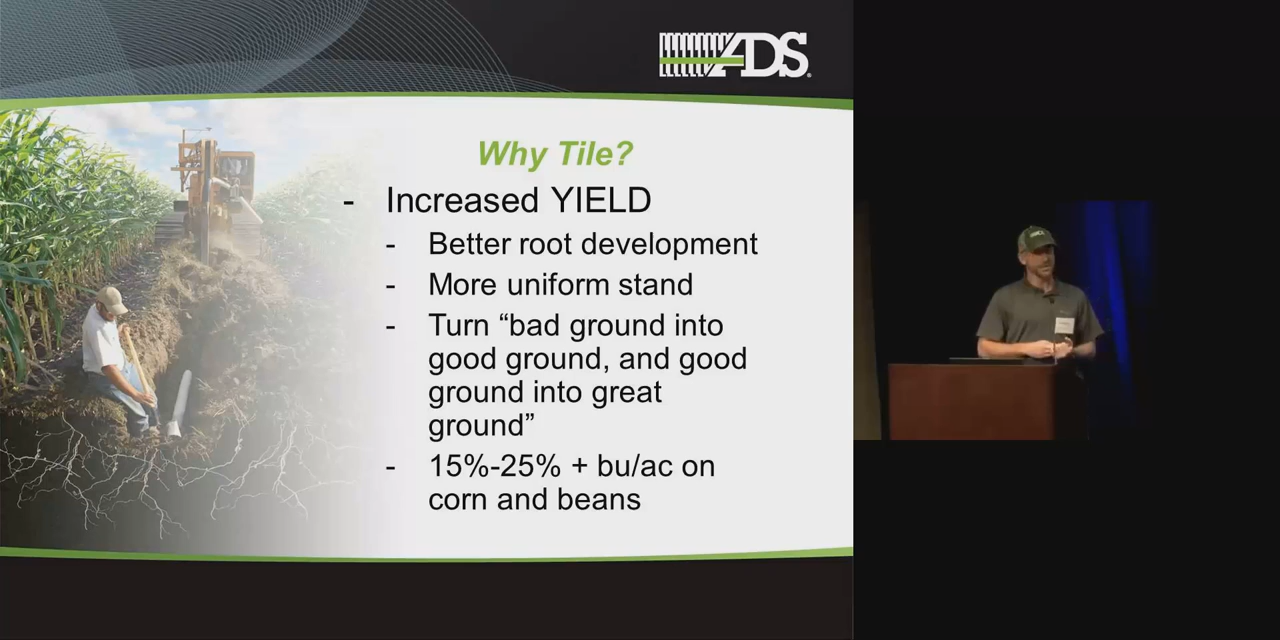 ADS
Why Tile?
- Increased YIELD
- Better root development
- More uniform stand
- Turn “bad ground into
good ground, and good
ground into great
ground”
- 15%-25% + bu/ac on
corn and beans